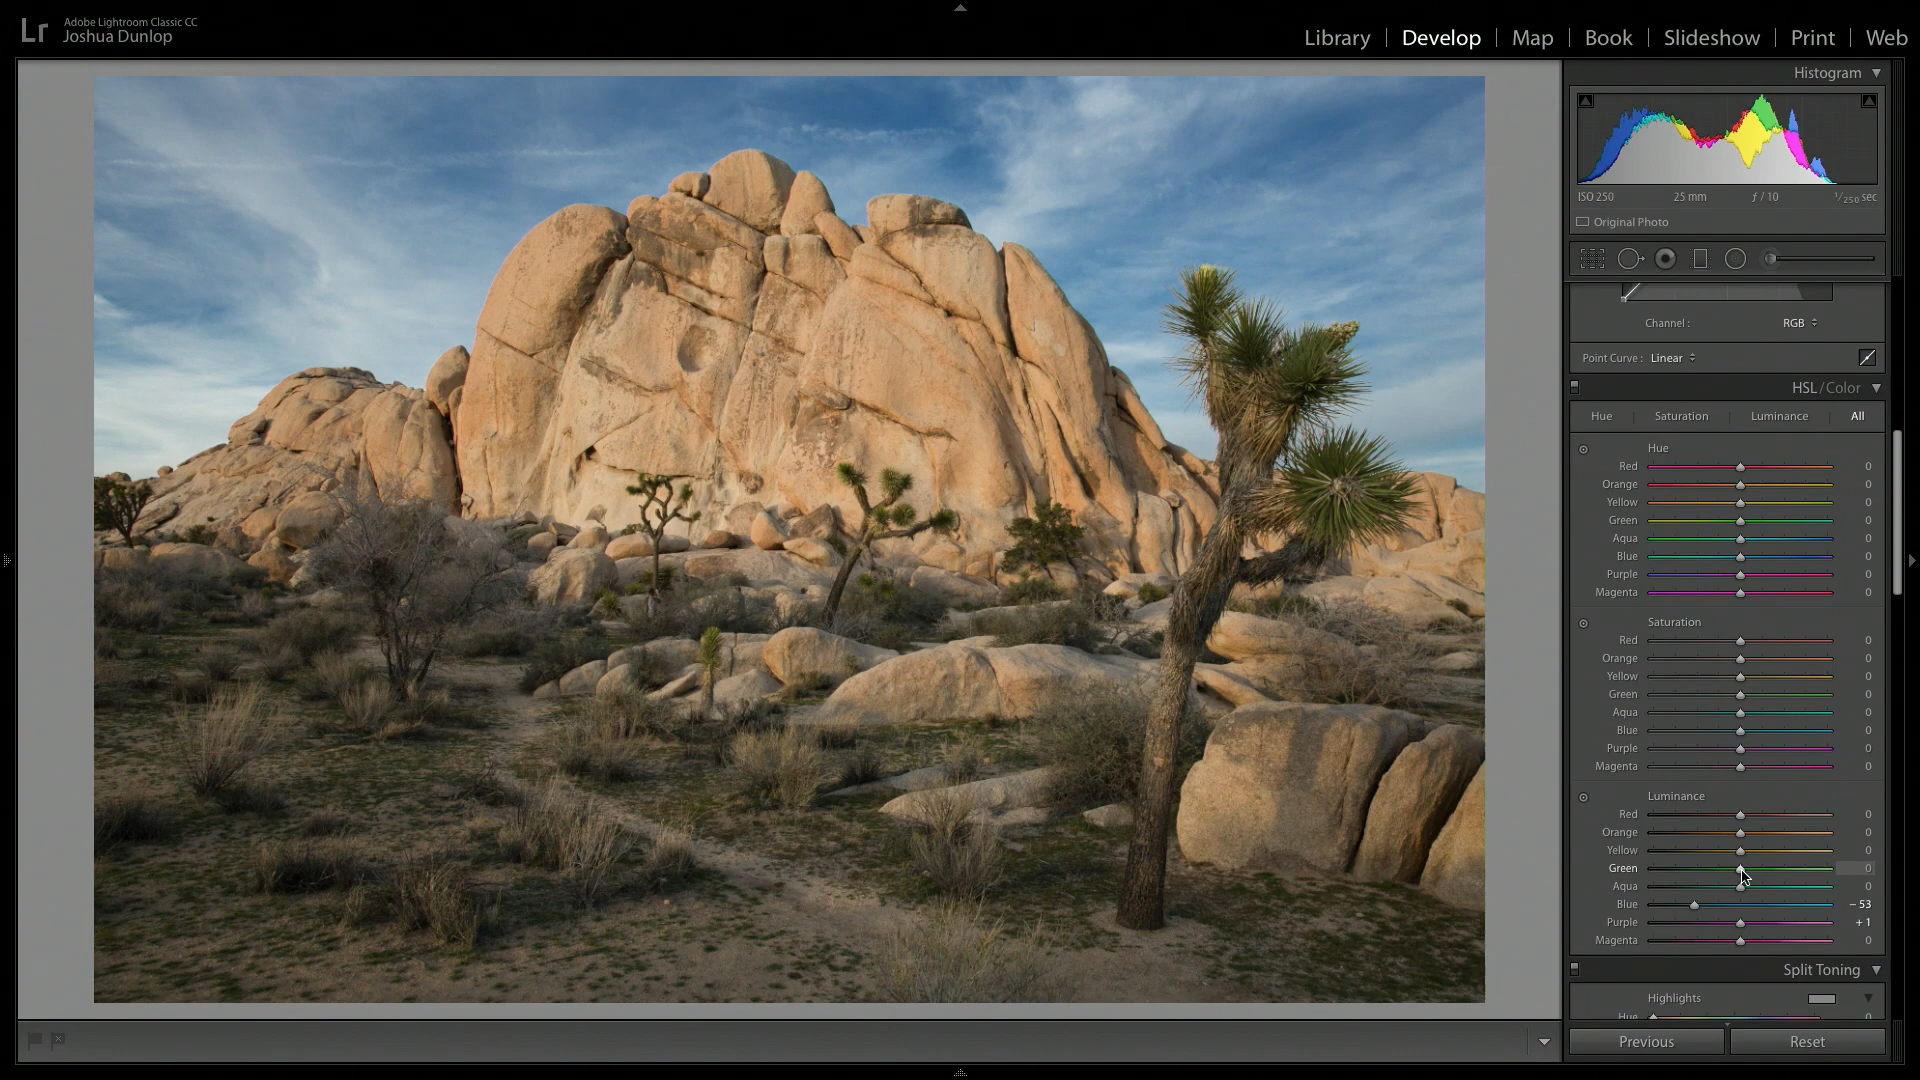 Lr
Adobe Lightroom Classic CC
Joshua Dunlop
Library | Develop | Map | Book | Slideshow | Print | Web
Histogram
ISO 250 25 mm ƒ / 10 1/250 sec
Original Photo
Channel : RGB
Point Curve : Linear
HSL / Color
Hue Saturation Luminance All
Hue
Red 0
Orange 0
Yellow 0
Green 0
Aqua 0
Blue 0
Purple 0
Magenta 0
Saturation
Red 0
Orange 0
Yellow 0
Green 0
Aqua 0
Blue 0
Purple 0
Magenta 0
Luminance
Red 0
Orange 0
Yellow 0
Green 0
Aqua 0
Blue − 53
Purple + 1
Magenta 0
Split Toning
Highlights
Hue 0
Previous Reset